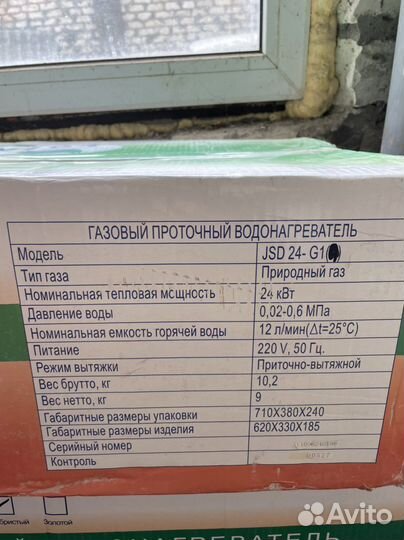 ГАЗОВЫЙ ПРОТОЧНЫЙ ВОДОНАГРЕВАТЕЛЬ
Модель JSD 24- G1
Тип газа Природный газ
Номинальная тепловая мощность 24 кВт
Давление воды 0,02-0,6 МПа
Номинальная емкость горячей воды 12 л/мин(Δt=25°C)
Питание 220 V, 50 Гц.
Режим вытяжки Приточно-вытяжной
Вес брутто, кг 10,2
Вес нетто, кг 9
Габаритные размеры упаковки 710X380X240
Габаритные размеры изделия 620X330X185
Серийный номер
Контроль
Золотой
Avito